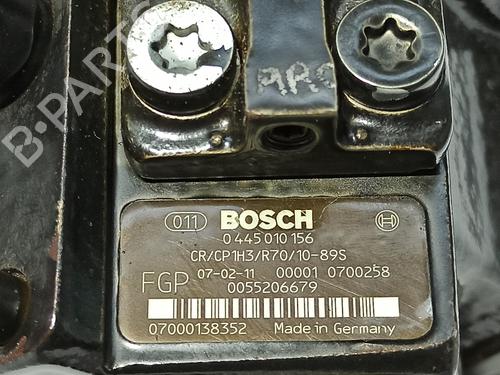 B-PARTS
ARS
011 BOSCH
0 445 010 156
CR/CP1H3/R70/10-89S
FGP 07-02-11 00001 0700258
0055206679
07000138352 Made in Germany